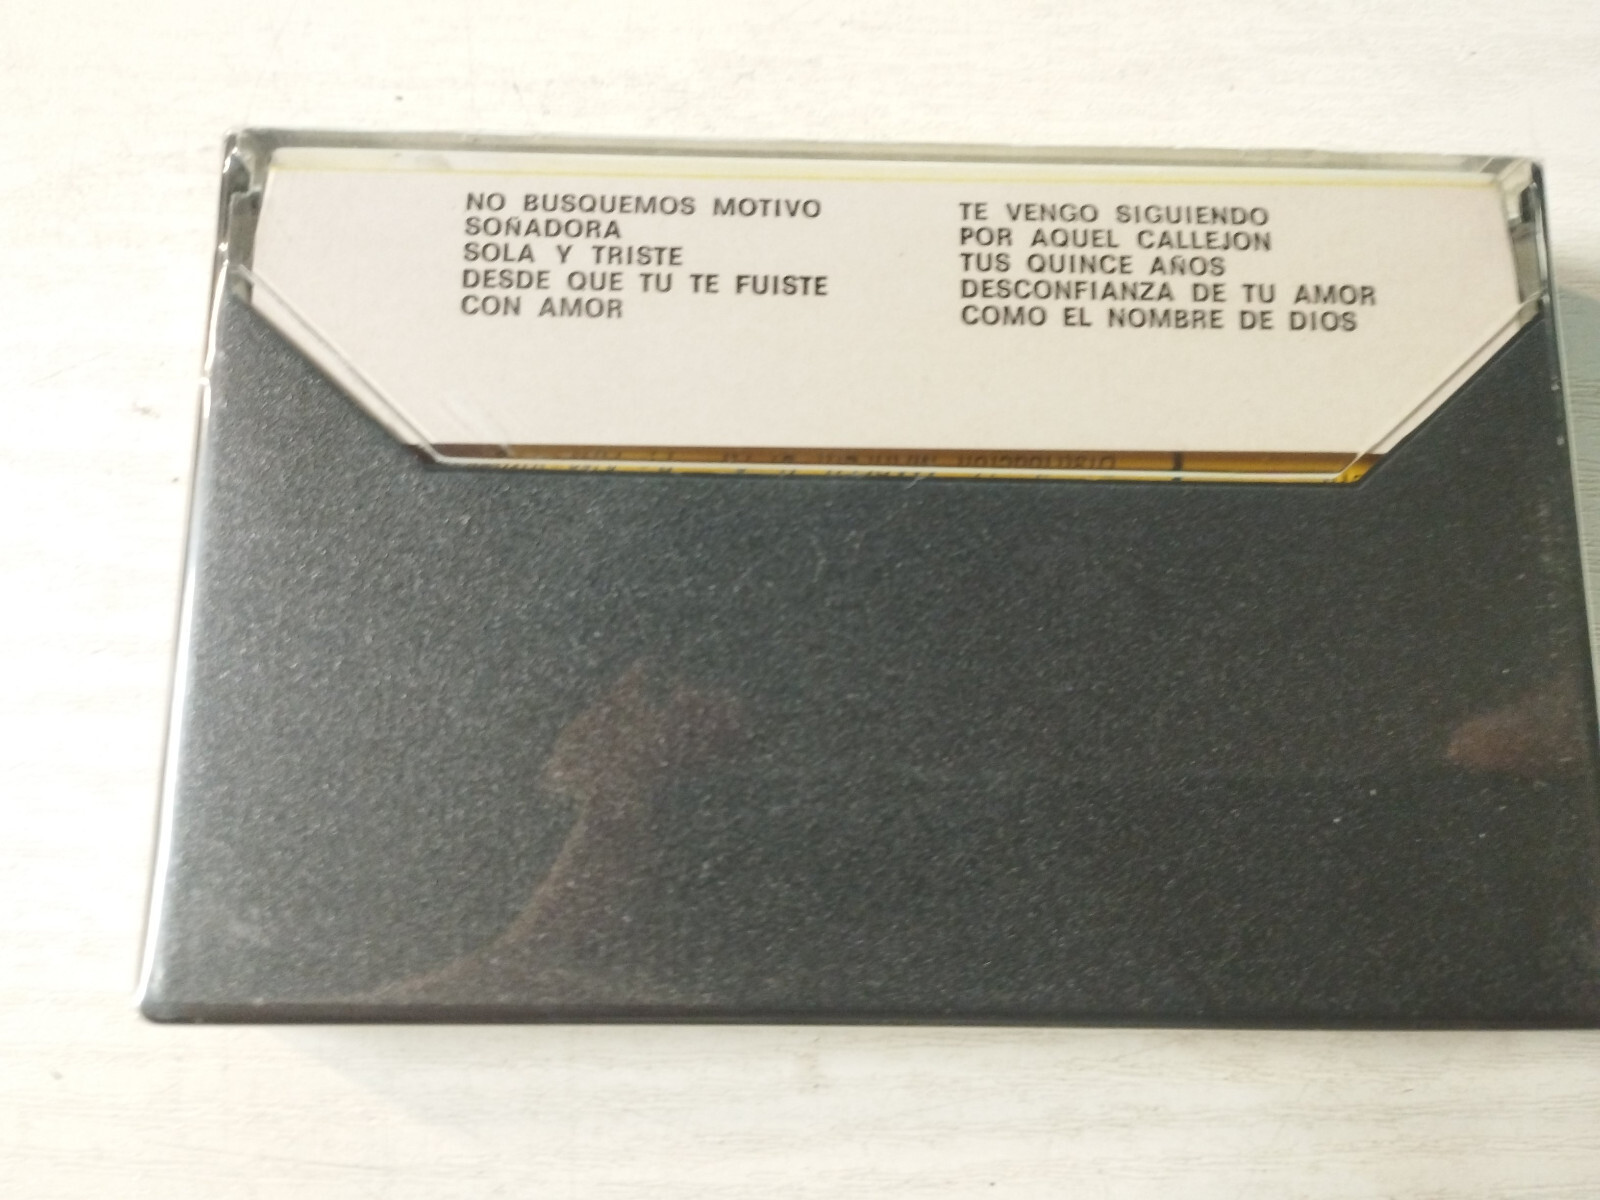 NO BUSQUEMOS MOTIVO
SOÑADORA
SOLA Y TRISTE
DESDE QUE TU TE FUISTE
CON AMOR
TE VENGO SIGUIENDO
POR AQUEL CALLEJON
TUS QUINCE AÑOS
DESCONFIANZA DE TU AMOR
COMO EL NOMBRE DE DIOS